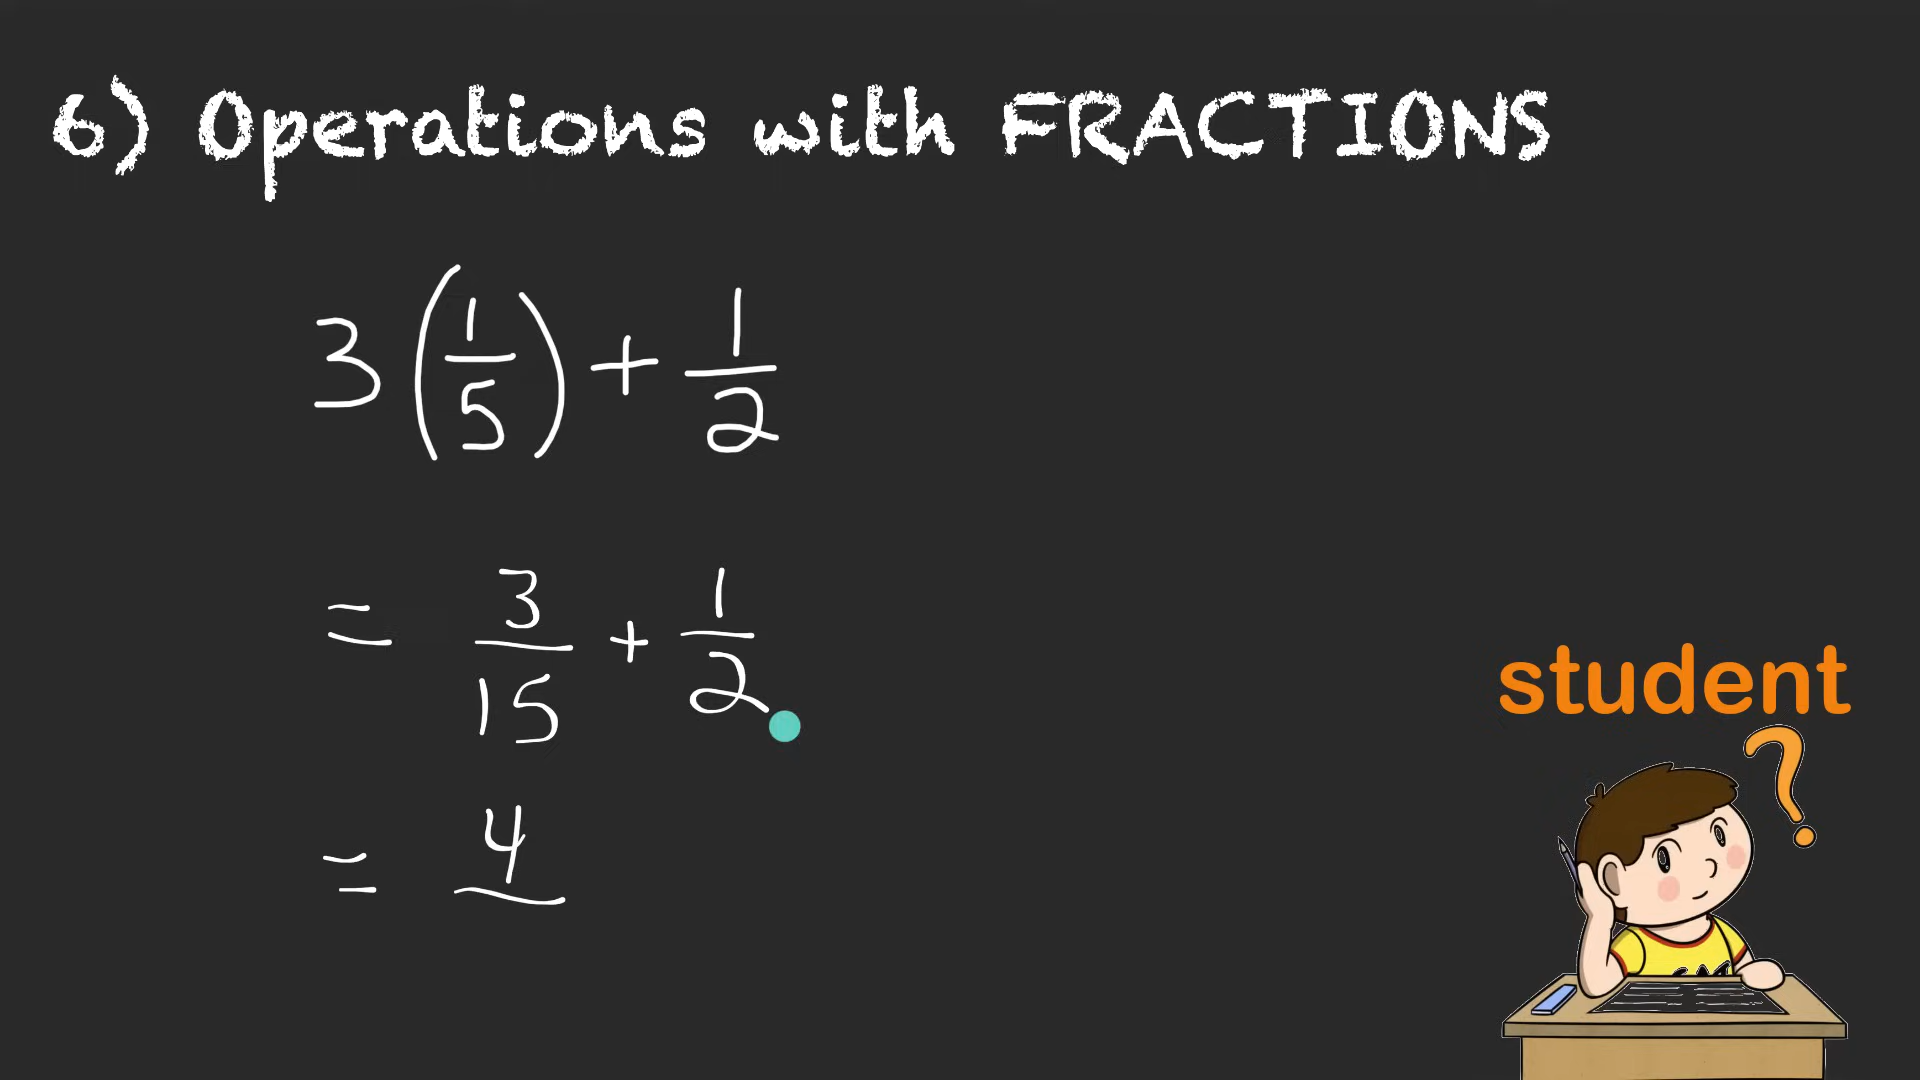 6) Operations with FRACTIONS
3(1/5) + 1/2
= 3/15 + 1/2
= 4/
student
?